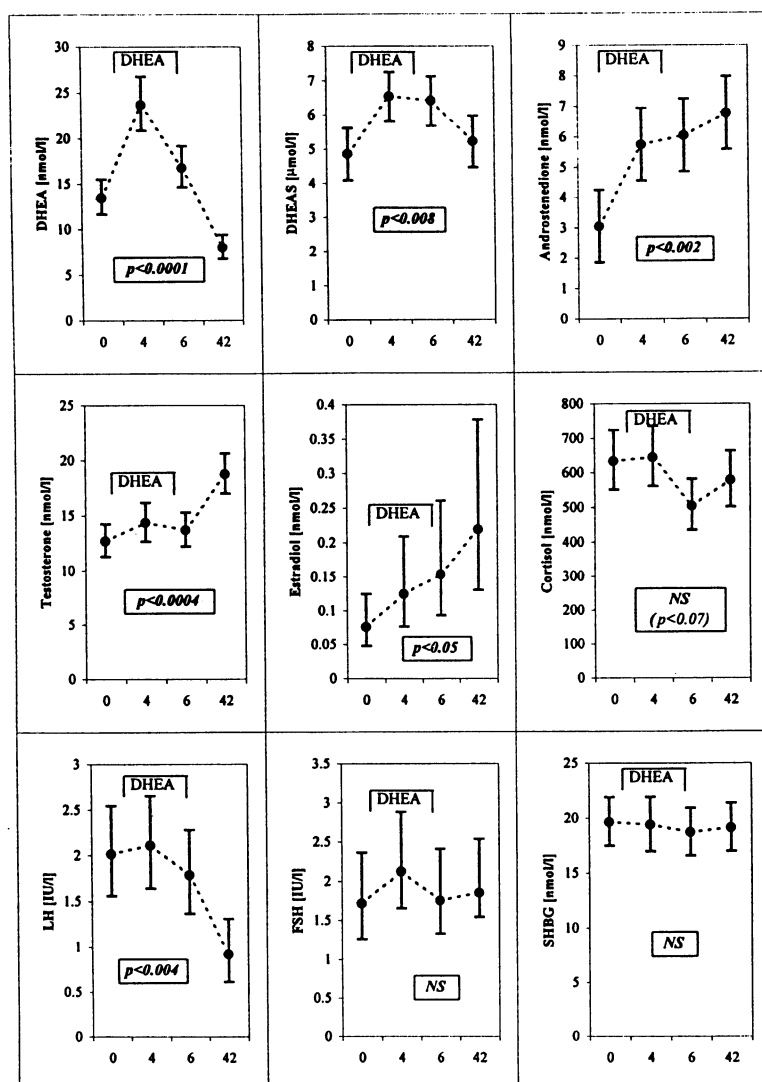 DHEA
30
25
20
15
10
5
0
DHEA [nmol/l]
p<0.0001
0 4 6 42
DHEA
8
7
6
5
4
3
2
1
0
DHEAS [µmol/l]
p<0.008
0 4 6 42
DHEA
9
8
7
6
5
4
3
2
1
0
Androstenedione [nmol/l]
p<0.002
0 4 6 42
25
20
15
10
5
0
Testosterone [nmol/l]
DHEA
p<0.0004
0 4 6 42
0.4
0.35
0.3
0.25
0.2
0.15
0.1
0.05
0
Estradiol [nmol/l]
DHEA
p<0.05
0 4 6 42
800
700
600
500
400
300
200
100
0
Cortisol [nmol/l]
DHEA
NS
(p<0.07)
0 4 6 42
3
2.5
2
1.5
1
0.5
0
LH [IU/l]
DHEA
p<0.004
0 4 6 42
3.5
3
2.5
2
1.5
1
0.5
0
FSH [IU/l]
DHEA
NS
0 4 6 42
25
20
15
10
5
0
SHBG [nmol/l]
DHEA
NS
0 4 6 42